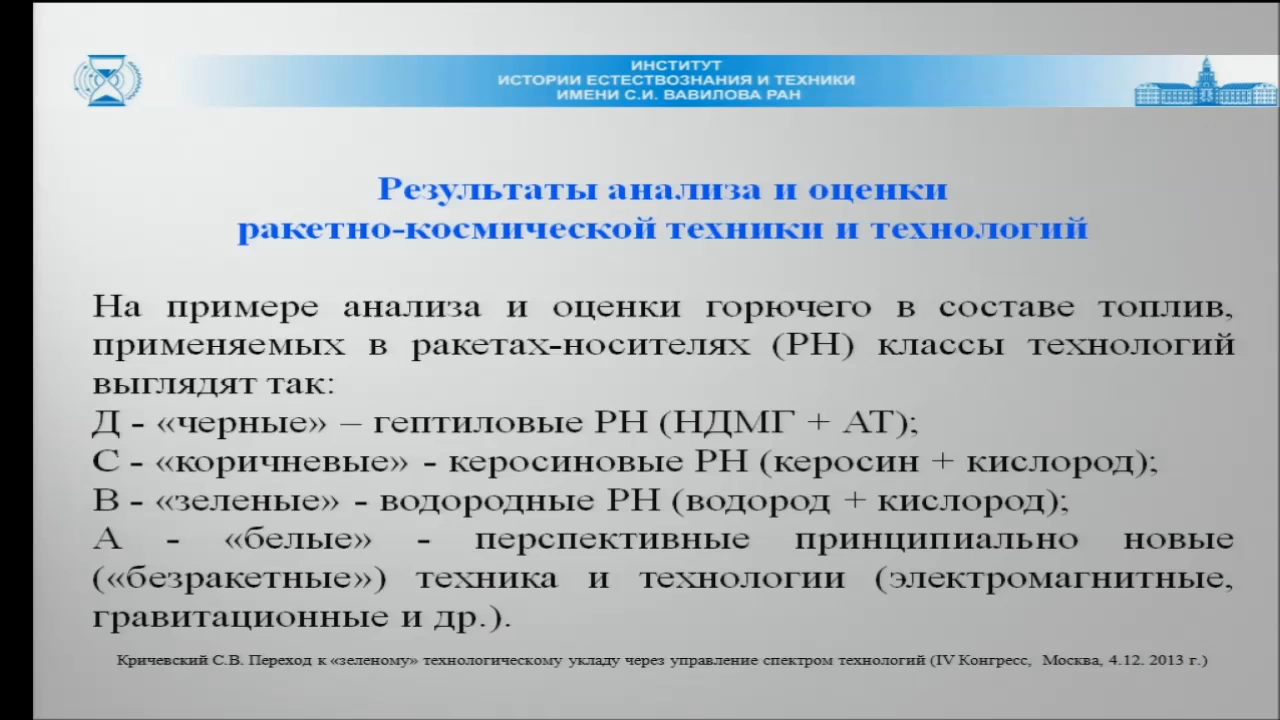 ИНСТИТУТ
ИСТОРИИ ЕСТЕСТВОЗНАНИЯ И ТЕХНИКИ
ИМЕНИ С.И. ВАВИЛОВА РАН
Результаты анализа и оценки
ракетно-космической техники и технологий
На примере анализа и оценки горючего в составе топлив,
применяемых в ракетах-носителях (РН) классы технологий
выглядят так:
Д - «черные» – гептиловые РН (НДМГ + АТ);
С - «коричневые» - керосиновые РН (керосин + кислород);
В - «зеленые» - водородные РН (водород + кислород);
А - «белые» - перспективные принципиально новые
(«безракетные») техника и технологии (электромагнитные,
гравитационные и др.).
Кричевский С.В. Переход к «зеленому» технологическому укладу через управление спектром технологий (IV Конгресс, Москва, 4.12. 2013 г.)